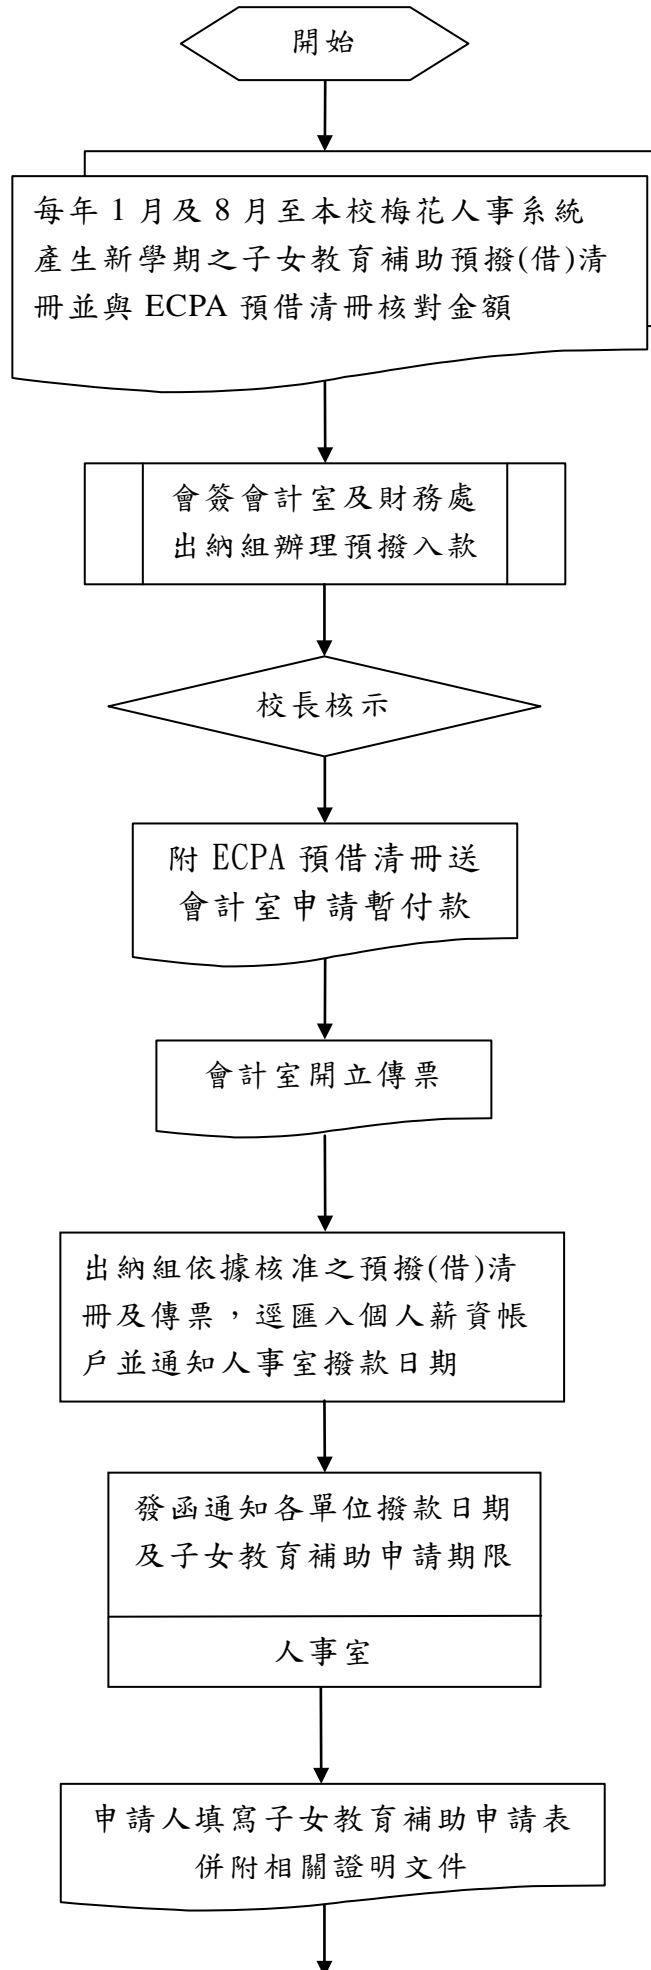 開始
每年 1 月及 8 月至本校梅花人事系統
產生新學期之子女教育補助預撥(借)清
冊並與 ECPA 預借清冊核對金額
會簽會計室及財務處
出納組辦理預撥入款
校長核示
附 ECPA 預借清冊送
會計室申請暫付款
會計室開立傳票
出納組依據核准之預撥(借)清
冊及傳票，逕匯入個人薪資帳
戶並通知人事室撥款日期
發函通知各單位撥款日期
及子女教育補助申請期限
人事室
申請人填寫子女教育補助申請表
併附相關證明文件